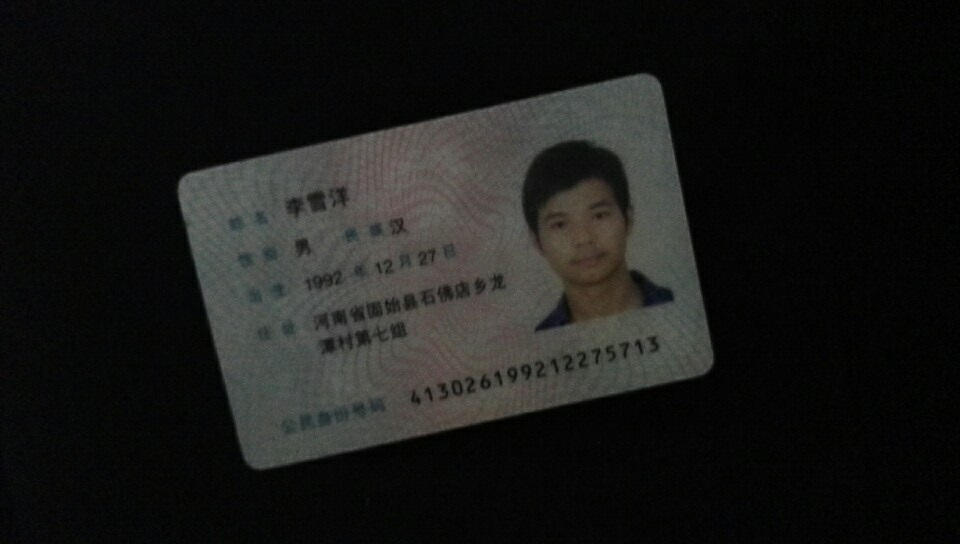 姓名 李雪洋
性别 男 民族 汉
出生 1992 年 12 月 27 日
住址 河南省固始县石佛店乡龙
潭村第七组
公民身份号码 413026199212275713